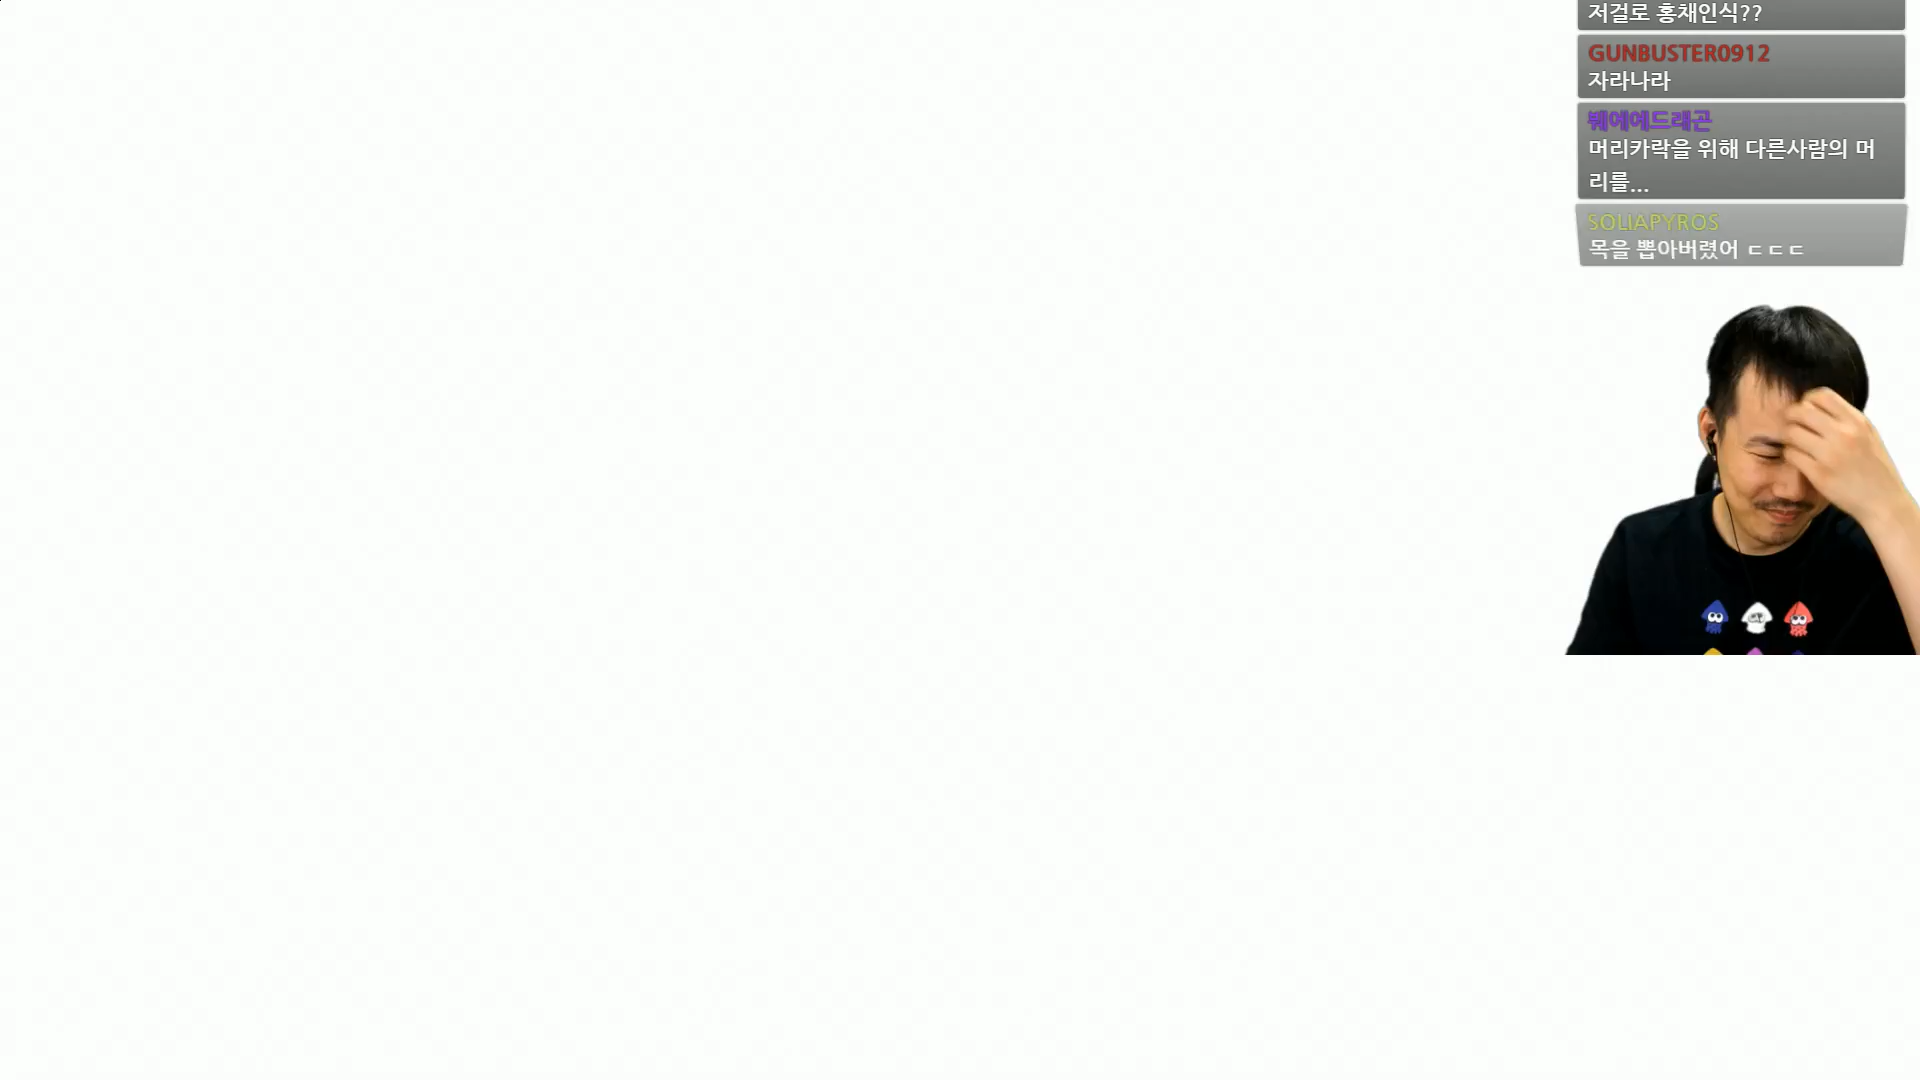 저걸로 홍채인식??
GUNBUSTER0912
자라나라
붸에에드래곤
머리카락을 위해 다른사람의 머
리를...
SOLIAPYROS
목을 뽑아버렸어 ㄷㄷㄷ